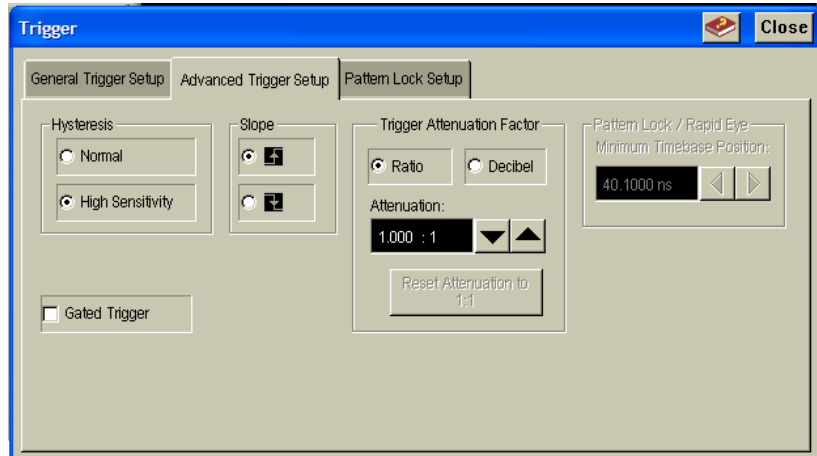 Trigger
Close
General Trigger Setup
Advanced Trigger Setup
Pattern Lock Setup
Hysteresis
Normal
High Sensitivity
Slope
Trigger Attenuation Factor
Ratio
Decibel
Attenuation:
1.000 : 1
Reset Attenuation to
1:1
Pattern Lock / Rapid Eye
Minimum Timebase Position:
40.1000 ns
Gated Trigger